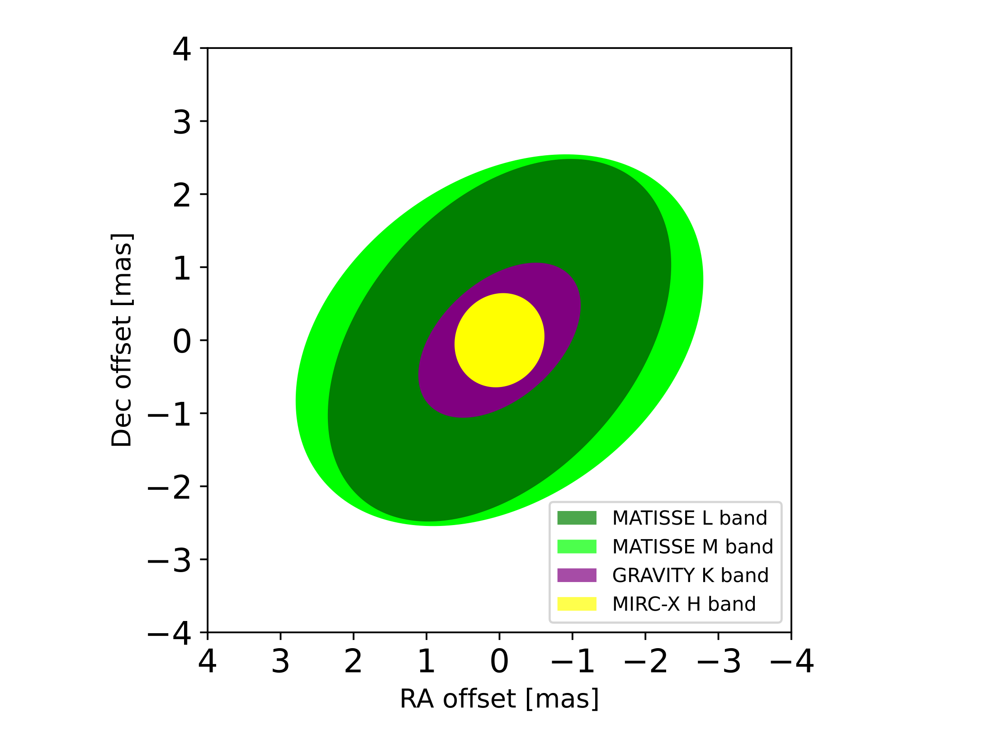 4
3
2
1
0
−1
−2
−3
−4
Dec offset [mas]
MATISSE L band
MATISSE M band
GRAVITY K band
MIRC-X H band
4 3 2 1 0 −1 −2 −3 −4
RA offset [mas]